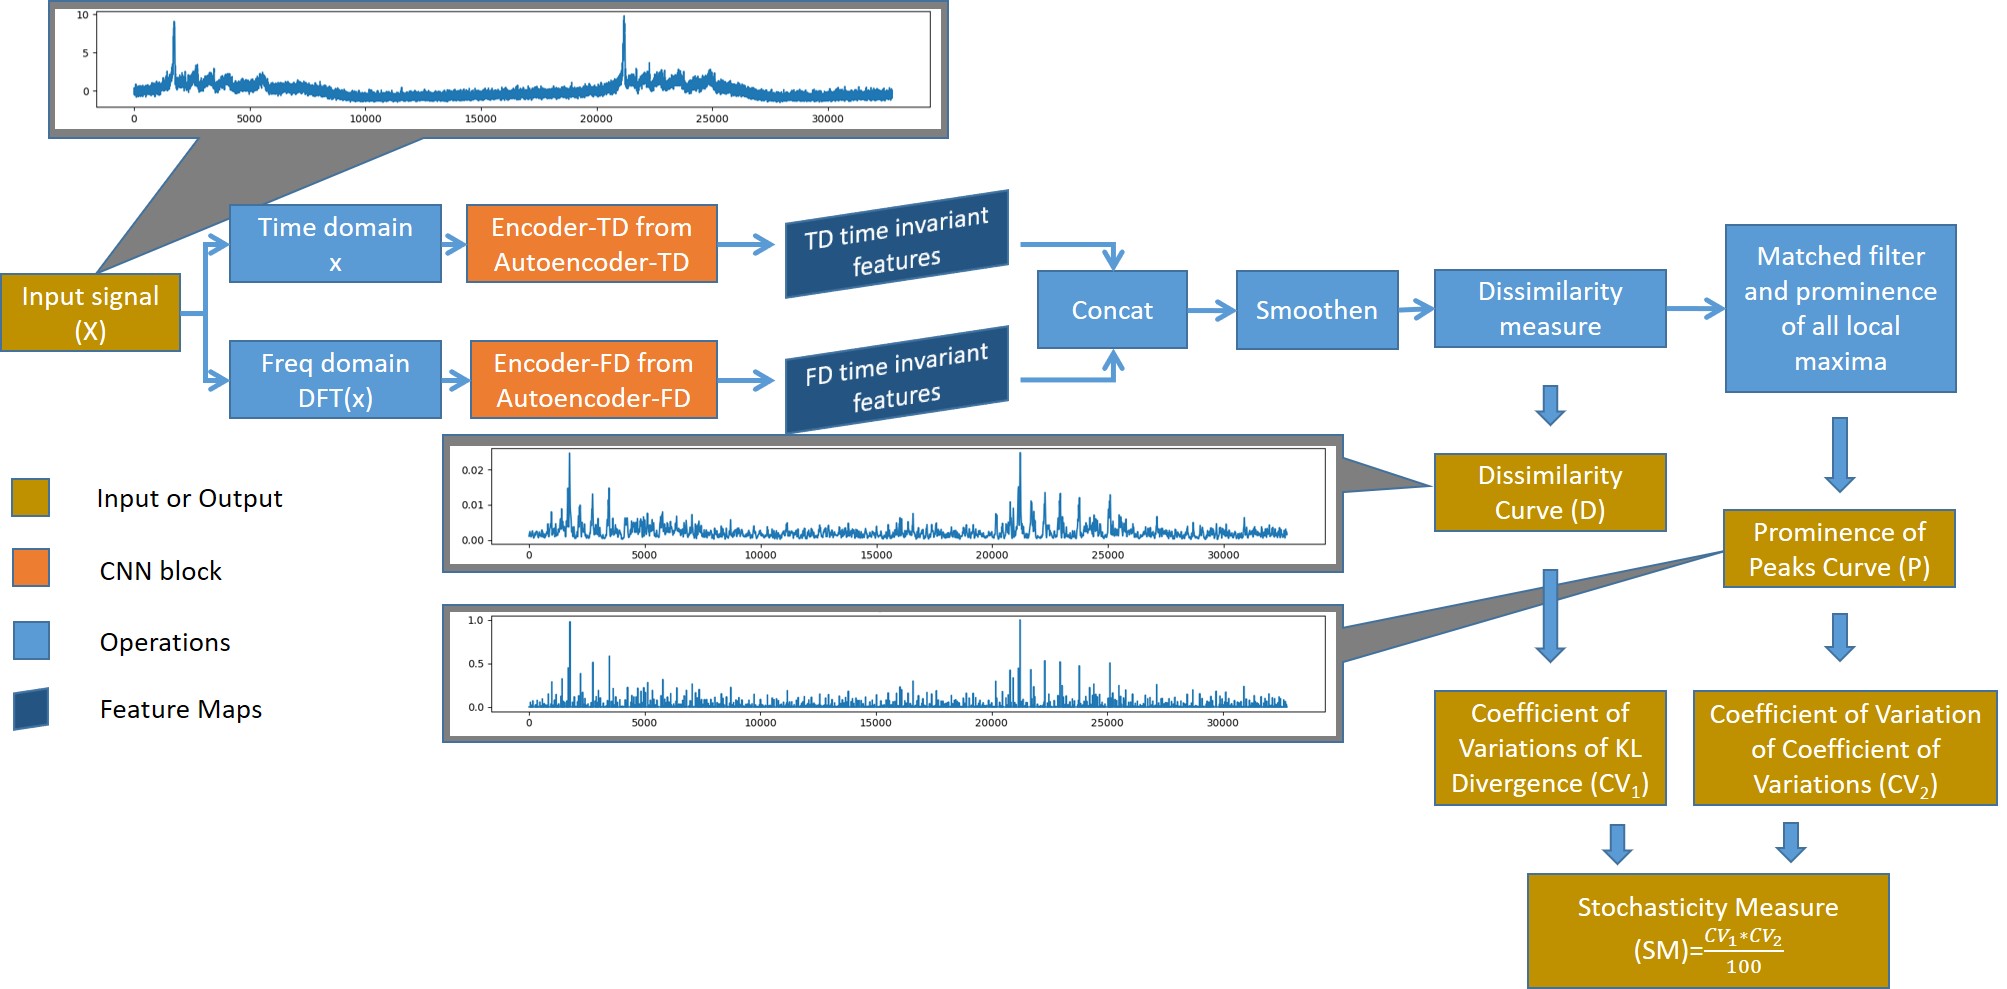 10
5
0
0
5000
10000
15000
20000
25000
30000
Input signal
(X)
Time domain
x
Encoder-TD from
Autoencoder-TD
TD time invariant
features
Freq domain
DFT(x)
Encoder-FD from
Autoencoder-FD
FD time invariant
features
Concat
Smoothen
Dissimilarity
measure
Matched filter
and prominence
of all local
maxima
0.02
0.01
0.00
0
5000
10000
15000
20000
25000
30000
Dissimilarity
Curve (D)
Prominence of
Peaks Curve (P)
1.0
0.5
0.0
0
5000
10000
15000
20000
25000
30000
Input or Output
CNN block
Operations
Feature Maps
Coefficient of
Variations of KL
Divergence (CV₁)
Coefficient of Variation
of Coefficient of
Variations (CV₂)
Stochasticity Measure
(SM)=CV₁*CV₂
100